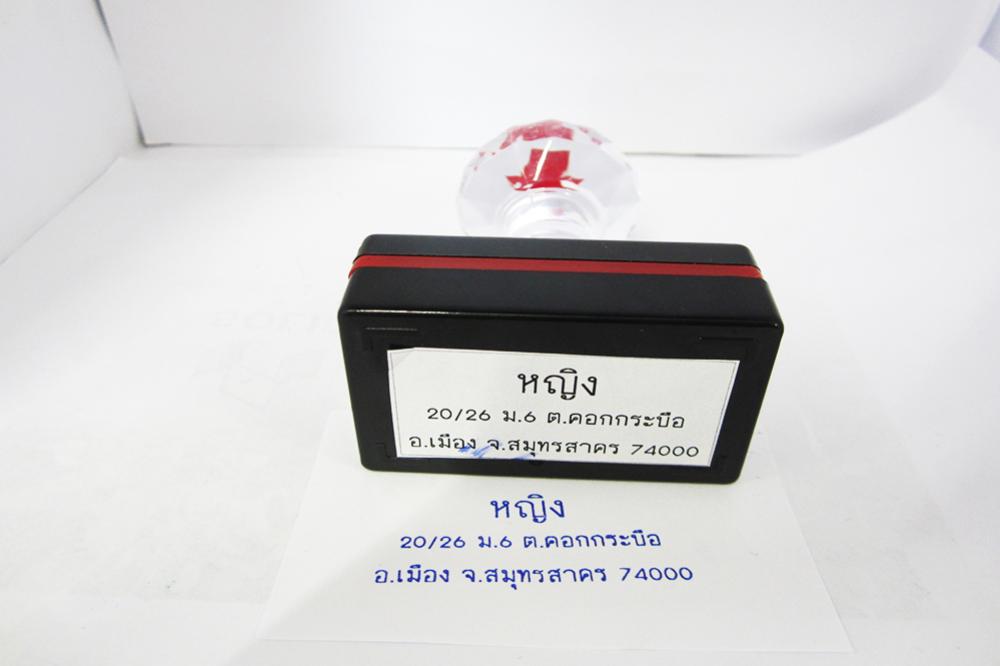 หญิง
20/26 ม.6 ต.คอกกระบือ
อ.เมือง จ.สมุทรสาคร 74000
หญิง
20/26 ม.6 ต.คอกกระบือ
อ.เมือง จ.สมุทรสาคร 74000